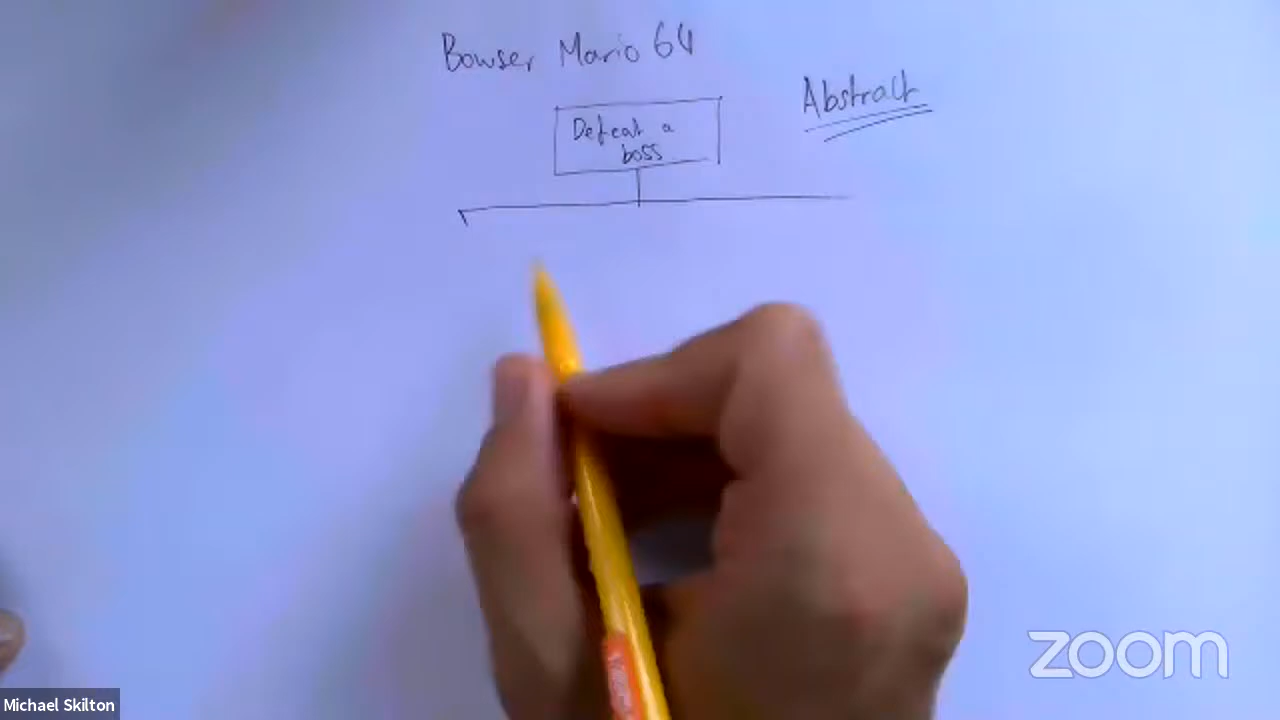 Bowser Mario 64
Abstract
Defeat a
boss
zoom
Michael Skilton